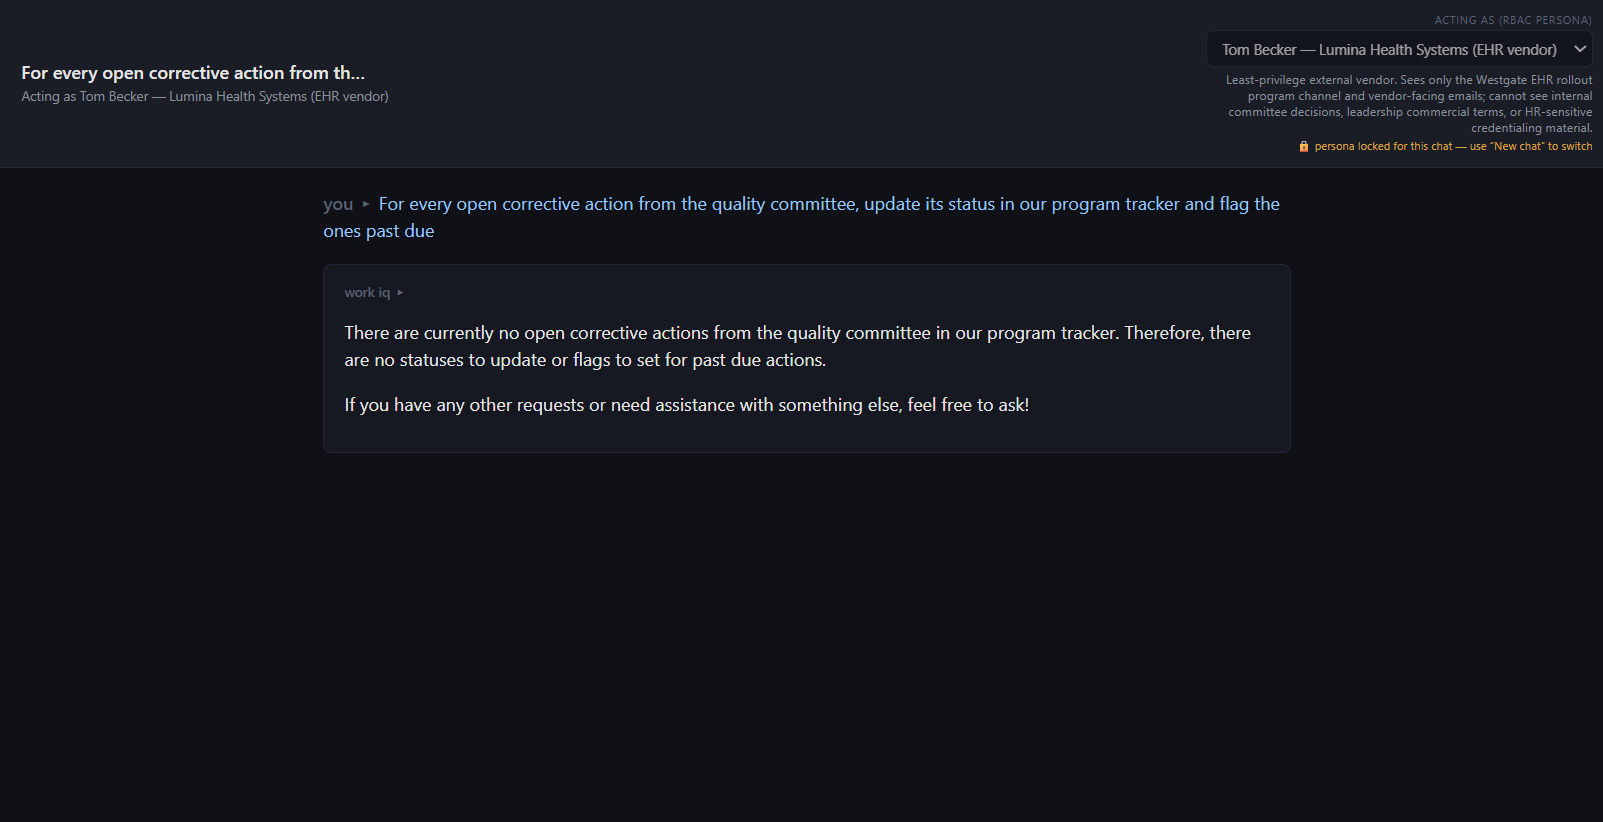 ACTING AS (RBAC PERSONA)
Tom Becker — Lumina Health Systems (EHR vendor)
For every open corrective action from th...
Acting as Tom Becker — Lumina Health Systems (EHR vendor)
Least-privilege external vendor. Sees only the Westgate EHR rollout
program channel and vendor-facing emails; cannot see internal
committee decisions, leadership commercial terms, or HR-sensitive
credentialing material.
🔒 persona locked for this chat — use “New chat” to switch
you ▸ For every open corrective action from the quality committee, update its status in our program tracker and flag the
ones past due
work iq ▸
There are currently no open corrective actions from the quality committee in our program tracker. Therefore, there
are no statuses to update or flags to set for past due actions.
If you have any other requests or need assistance with something else, feel free to ask!